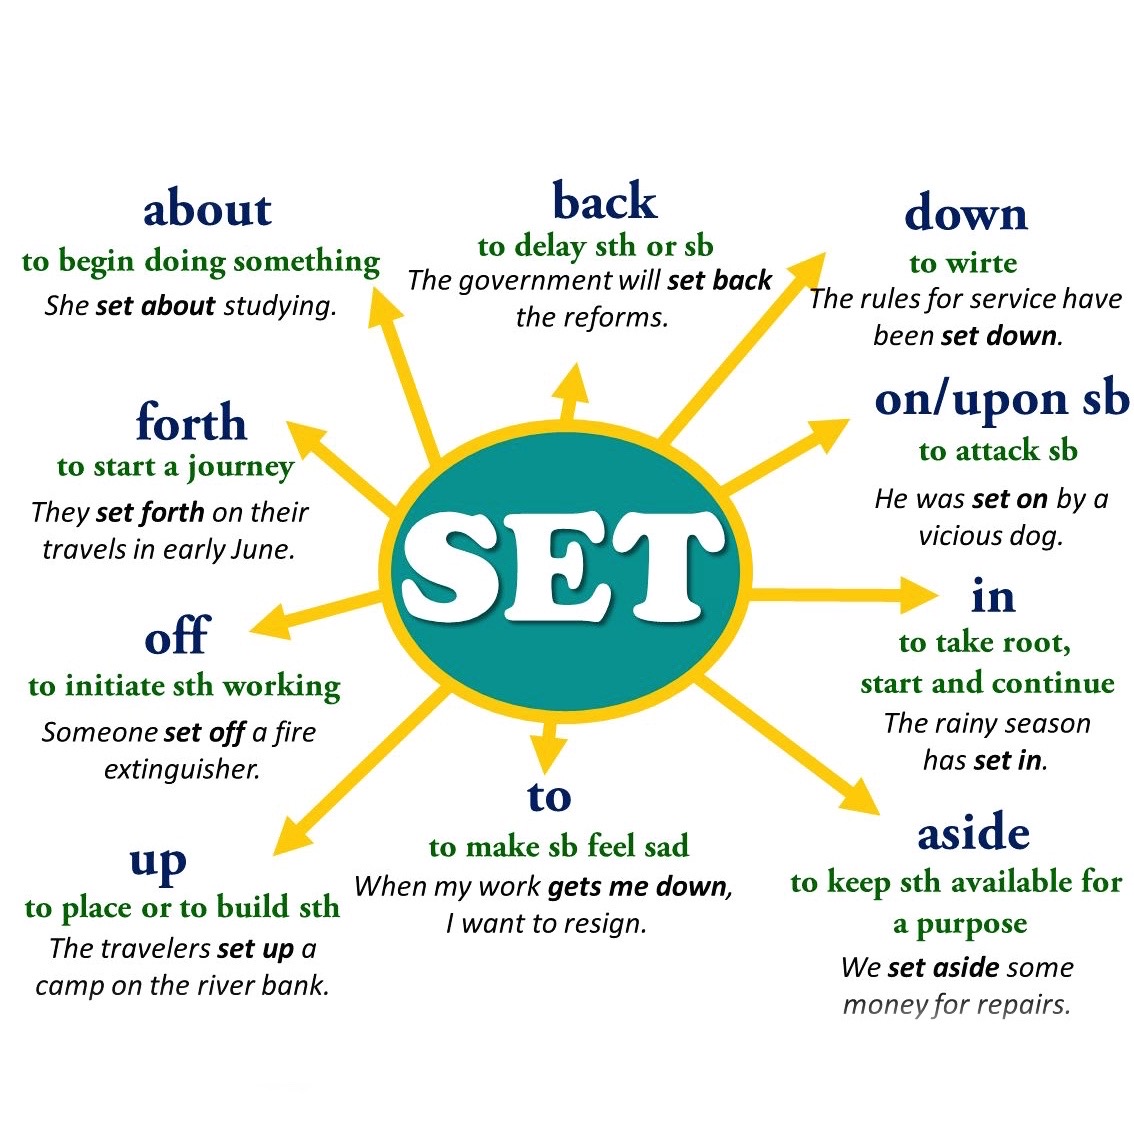 about
to begin doing something
She set about studying.
back
to delay sth or sb
The government will set back
the reforms.
down
to wirte
The rules for service have
been set down.
forth
to start a journey
They set forth on their
travels in early June.
SET
on/upon sb
to attack sb
He was set on by a
vicious dog.
off
to initiate sth working
Someone set off a fire
extinguisher.
in
to take root,
start and continue
The rainy season
has set in.
up
to place or to build sth
The travelers set up a
camp on the river bank.
to
to make sb feel sad
When my work gets me down,
I want to resign.
aside
to keep sth available for
a purpose
We set aside some
money for repairs.